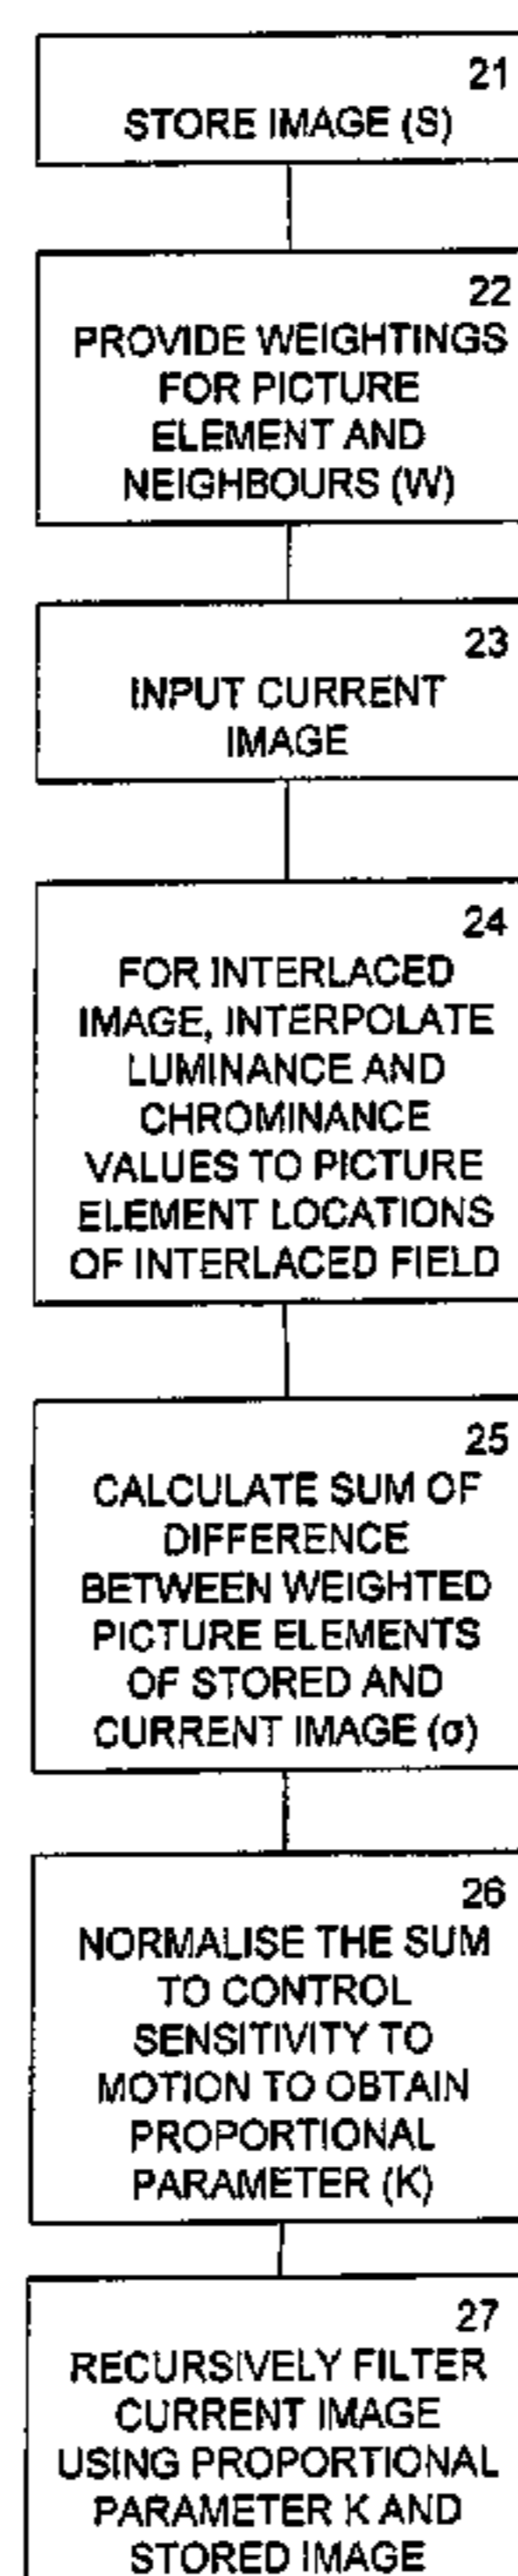 21
STORE IMAGE (S)
22
PROVIDE WEIGHTINGS
FOR PICTURE
ELEMENT AND
NEIGHBOURS (W)
23
INPUT CURRENT
IMAGE
24
FOR INTERLACED
IMAGE, INTERPOLATE
LUMINANCE AND
CHROMINANCE
VALUES TO PICTURE
ELEMENT LOCATIONS
OF INTERLACED FIELD
25
CALCULATE SUM OF
DIFFERENCE
BETWEEN WEIGHTED
PICTURE ELEMENTS
OF STORED AND
CURRENT IMAGE (σ)
26
NORMALISE THE SUM
TO CONTROL
SENSITIVITY TO
MOTION TO OBTAIN
PROPORTIONAL
PARAMETER (K)
27
RECURSIVELY FILTER
CURRENT IMAGE
USING PROPORTIONAL
PARAMETER K AND
STORED IMAGE